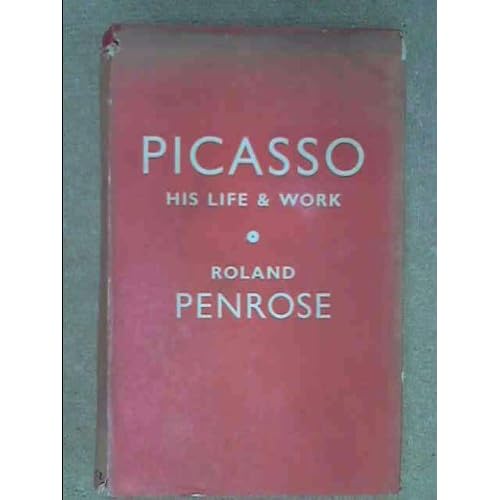 PICASSO
HIS LIFE & WORK
ROLAND
PENROSE